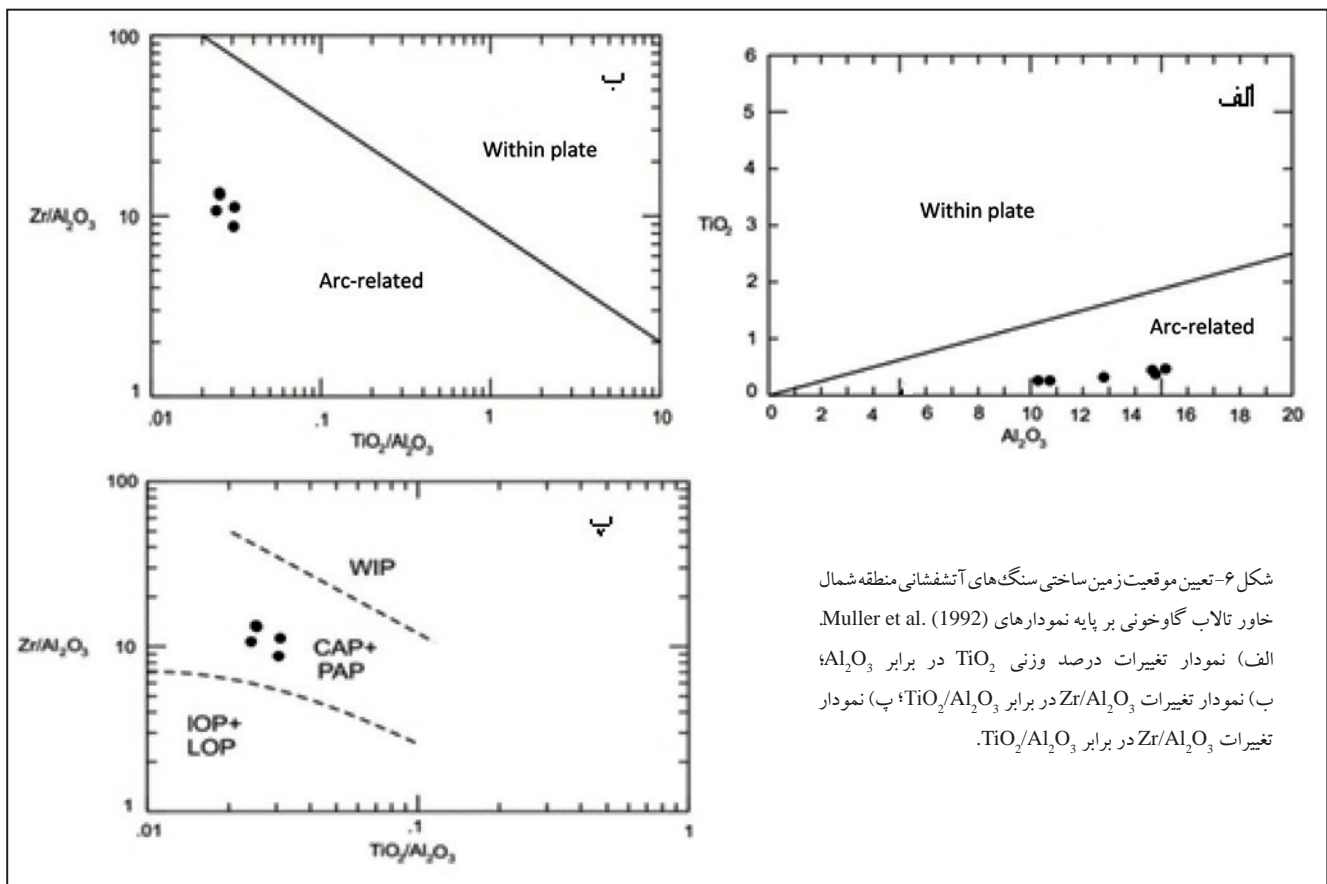 100
10
1
Zr/Al₂O₃
ب
Within plate
Arc-related
.01
0.1
1
10
TiO₂/Al₂O₃
6
5
4
3
2
1
0
TiO₂
الف
Within plate
Arc-related
0
2
4
6
8
10
12
14
16
18
20
Al₂O₃
100
10
1
Zr/Al₂O₃
پ
WIP
CAP+
PAP
IOP+
LOP
.01
.1
1
TiO₂/Al₂O₃
شکل ۶- تعیین موقعیت زمین‌ساختی سنگ‌های آتشفشانی منطقه شمال
خاور تالاب گاوخونی بر پایه نمودارهای Muller et al. (1992).
الف) نمودار تغییرات درصد وزنی TiO₂ در برابر Al₂O₃؛
ب) نمودار تغییرات Zr/Al₂O₃ در برابر TiO₂/Al₂O₃؛ پ) نمودار
تغییرات Zr/Al₂O₃ در برابر TiO₂/Al₂O₃.